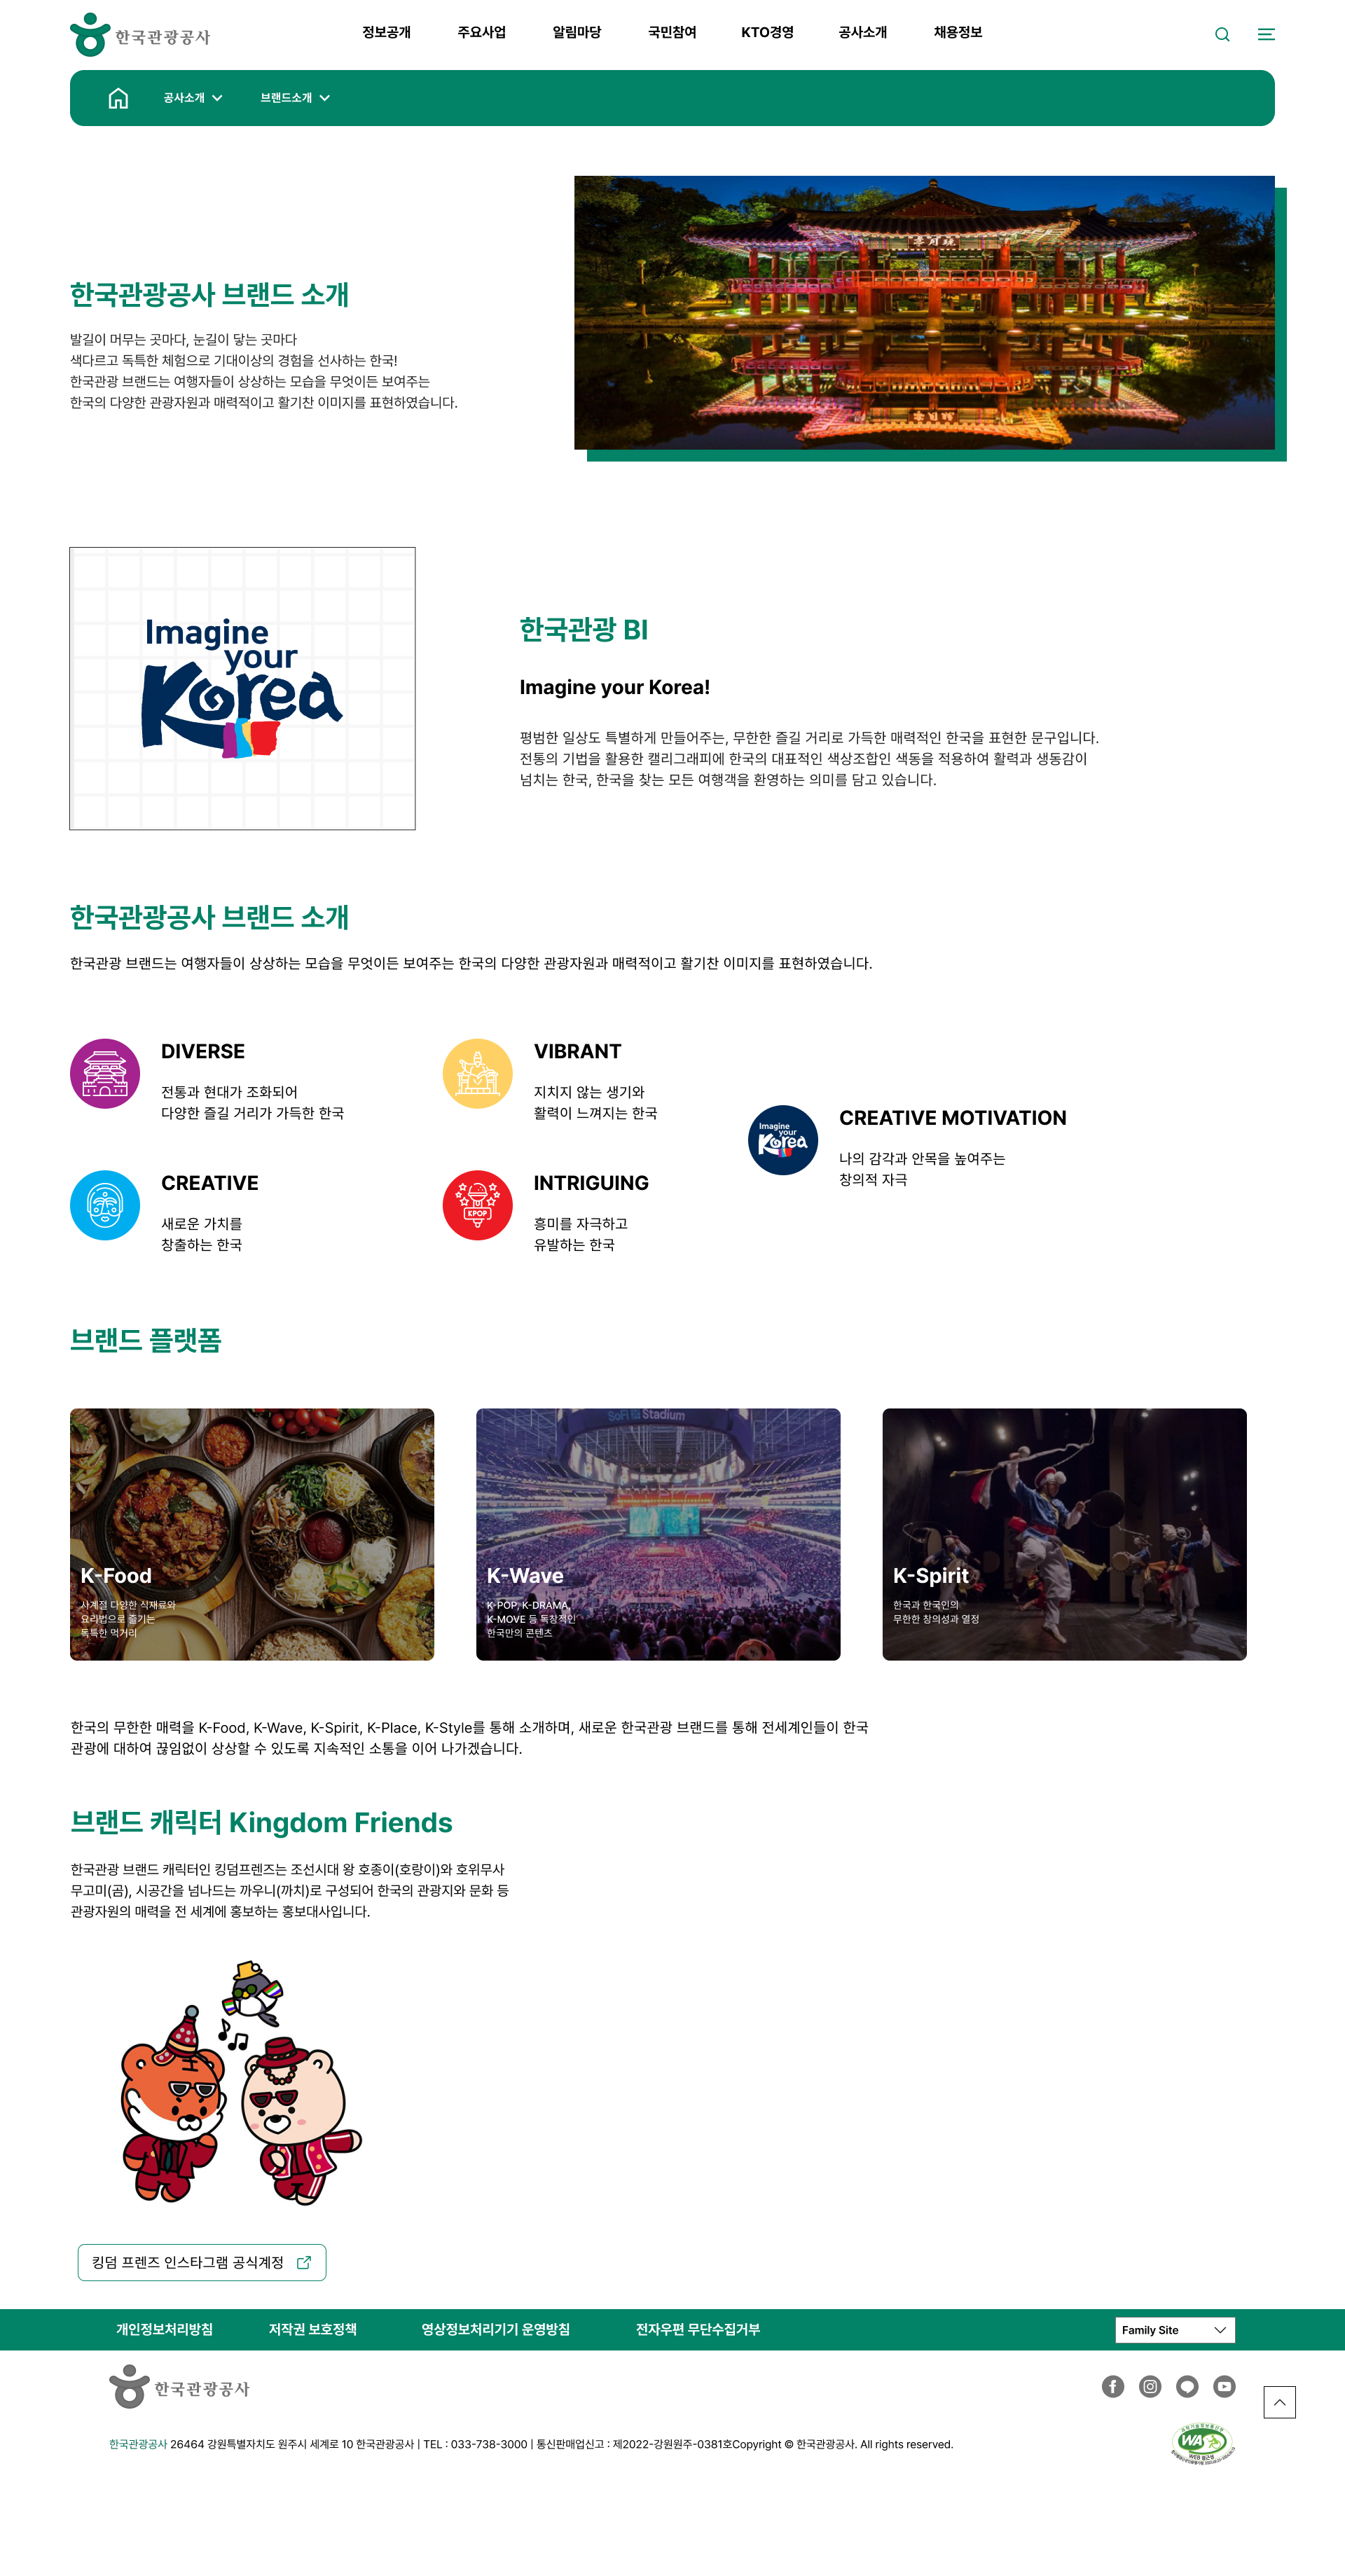 한국관광공사
정보공개
주요사업
알림마당
국민참여
KTO경영
공사소개
채용정보
공사소개
브랜드소개
한국관광공사 브랜드 소개
발길이 머무는 곳마다, 눈길이 닿는 곳마다
색다르고 독특한 체험으로 기대이상의 경험을 선사하는 한국!
한국관광 브랜드는 여행자들이 상상하는 모습을 무엇이든 보여주는
한국의 다양한 관광자원과 매력적이고 활기찬 이미지를 표현하였습니다.
Imagine
your
Korea
한국관광 BI
Imagine your Korea!
평범한 일상도 특별하게 만들어주는, 무한한 즐길 거리로 가득한 매력적인 한국을 표현한 문구입니다.
전통의 기법을 활용한 캘리그래피에 한국의 대표적인 색상조합인 색동을 적용하여 활력과 생동감이
넘치는 한국, 한국을 찾는 모든 여행객을 환영하는 의미를 담고 있습니다.
한국관광공사 브랜드 소개
한국관광 브랜드는 여행자들이 상상하는 모습을 무엇이든 보여주는 한국의 다양한 관광자원과 매력적이고 활기찬 이미지를 표현하였습니다.
DIVERSE
전통과 현대가 조화되어
다양한 즐길 거리가 가득한 한국
VIBRANT
지치지 않는 생기와
활력이 느껴지는 한국
CREATIVE
새로운 가치를
창출하는 한국
KPOP
INTRIGUING
흥미를 자극하고
유발하는 한국
Imagine
your
Korea
CREATIVE MOTIVATION
나의 감각과 안목을 높여주는
창의적 자극
브랜드 플랫폼
K-Food
사계절 다양한 식재료와
요리법으로 즐기는
독특한 먹거리
SoFi Stadium
K-Wave
K-POP, K-DRAMA,
K-MOVE 등 독창적인
한국만의 콘텐츠
K-Spirit
한국과 한국인의
무한한 창의성과 열정
한국의 무한한 매력을 K-Food, K-Wave, K-Spirit, K-Place, K-Style를 통해 소개하며, 새로운 한국관광 브랜드를 통해 전세계인들이 한국
관광에 대하여 끊임없이 상상할 수 있도록 지속적인 소통을 이어 나가겠습니다.
브랜드 캐릭터 Kingdom Friends
한국관광 브랜드 캐릭터인 킹덤프렌즈는 조선시대 왕 호종이(호랑이)와 호위무사
무고미(곰), 시공간을 넘나드는 까우니(까치)로 구성되어 한국의 관광지와 문화 등
관광자원의 매력을 전 세계에 홍보하는 홍보대사입니다.
킹덤 프렌즈 인스타그램 공식계정
개인정보처리방침
저작권 보호정책
영상정보처리기기 운영방침
전자우편 무단수집거부
Family Site
한국관광공사
한국관광공사 26464 강원특별자치도 원주시 세계로 10 한국관광공사 | TEL : 033-738-3000 | 통신판매업신고 : 제2022-강원원주-0381호Copyright © 한국관광공사. All rights reserved.
WA
WEB 접근성